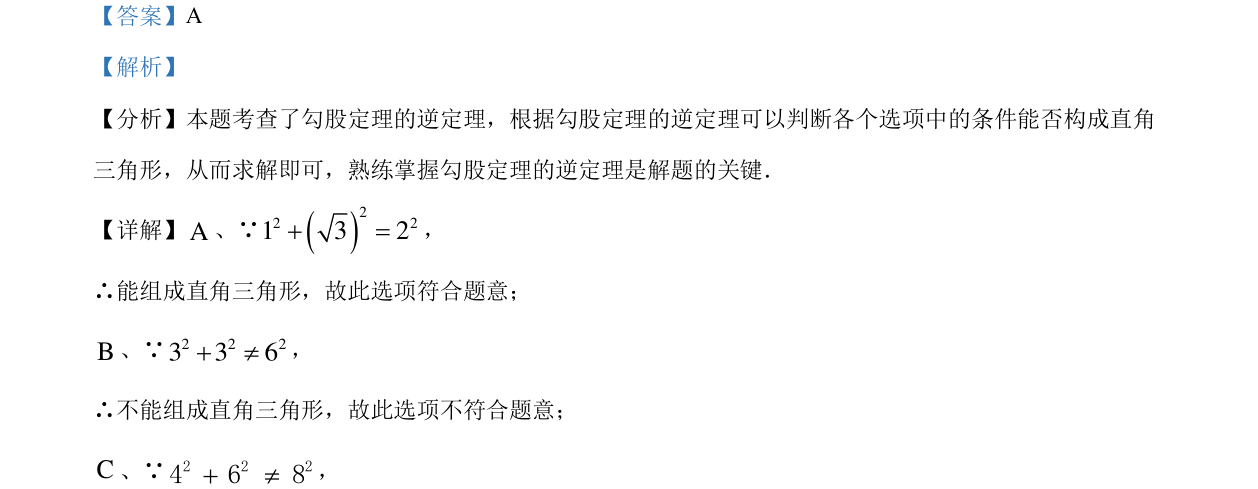 【答案】A
【解析】
【分析】本题考查了勾股定理的逆定理，根据勾股定理的逆定理可以判断各个选项中的条件能否构成直角
三角形，从而求解即可，熟练掌握勾股定理的逆定理是解题的关键．
【详解】A、∵1²+(√3)²=2²，
∴能组成直角三角形，故此选项符合题意；
B、∵3²+3²≠6²，
∴不能组成直角三角形，故此选项不符合题意；
C、∵4²+6²≠8²，